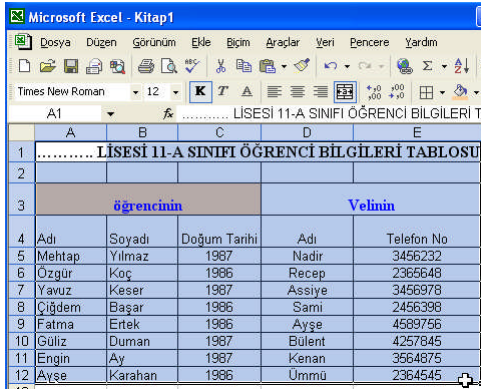 Microsoft Excel - Kitap1
Dosya Düzen Görünüm Ekle Biçim Araçlar Veri Pencere Yardım
Times New Roman 12 K T A
A1 fx ........... LİSESİ 11-A SINIFI ÖĞRENCİ BİLGİLERİ T
A B C D E
1 ........... LİSESİ 11-A SINIFI ÖĞRENCİ BİLGİLERİ TABLOSU
2
3 öğrencinin Velinin
4 Adı Soyadı Doğum Tarihi Adı Telefon No
5 Mehtap Yılmaz 1987 Nadir 3456232
6 Özgür Koç 1986 Recep 2365648
7 Yavuz Keser 1987 Assiye 3456978
8 Çiğdem Başar 1986 Sami 2456398
9 Fatma Ertek 1986 Ayşe 4589756
10 Güliz Duman 1987 Bülent 4257845
11 Engin Ay 1987 Kenan 3564875
12 Ayşe Karahan 1986 Ümmü 2364545